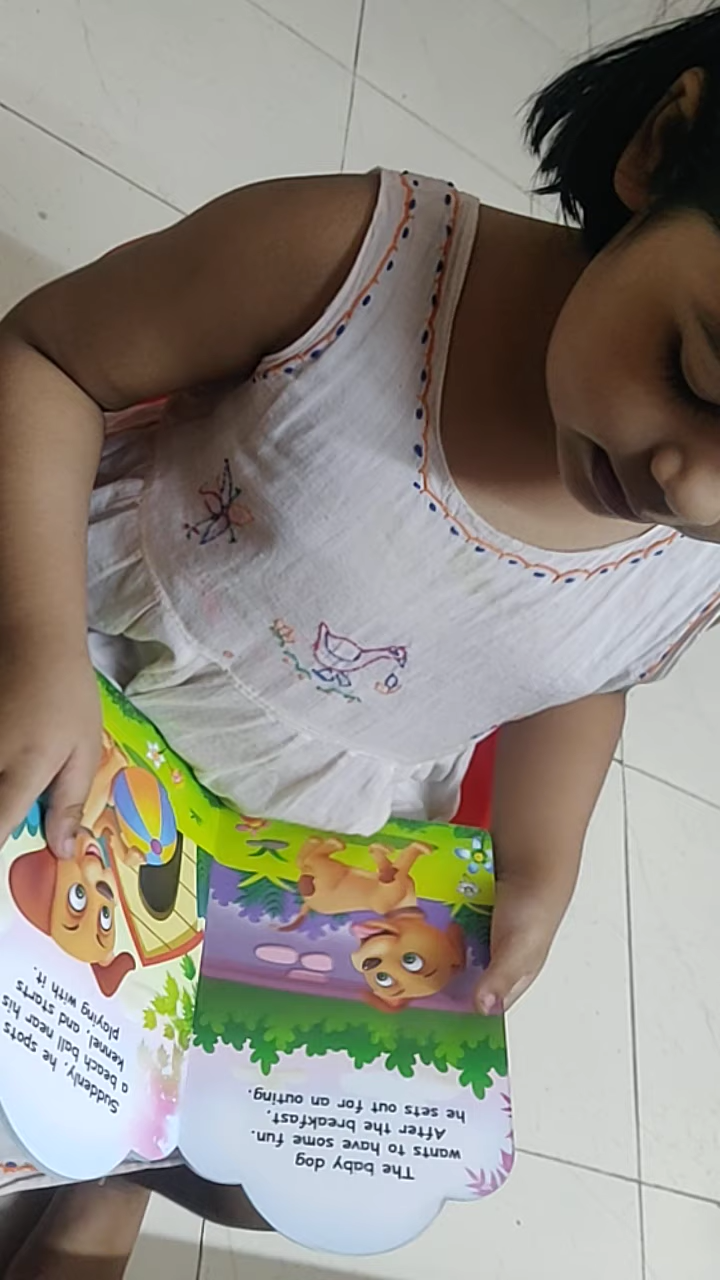 The baby dog
wants to have some fun.
After the breakfast,
he sets out for an outing.
Suddenly, he spots
a beach ball near his
kennel, and starts
playing with it.